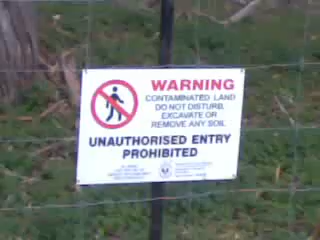 WARNING
CONTAMINATED LAND
DO NOT DISTURB,
EXCAVATE OR
REMOVE ANY SOIL
UNAUTHORISED ENTRY
PROHIBITED